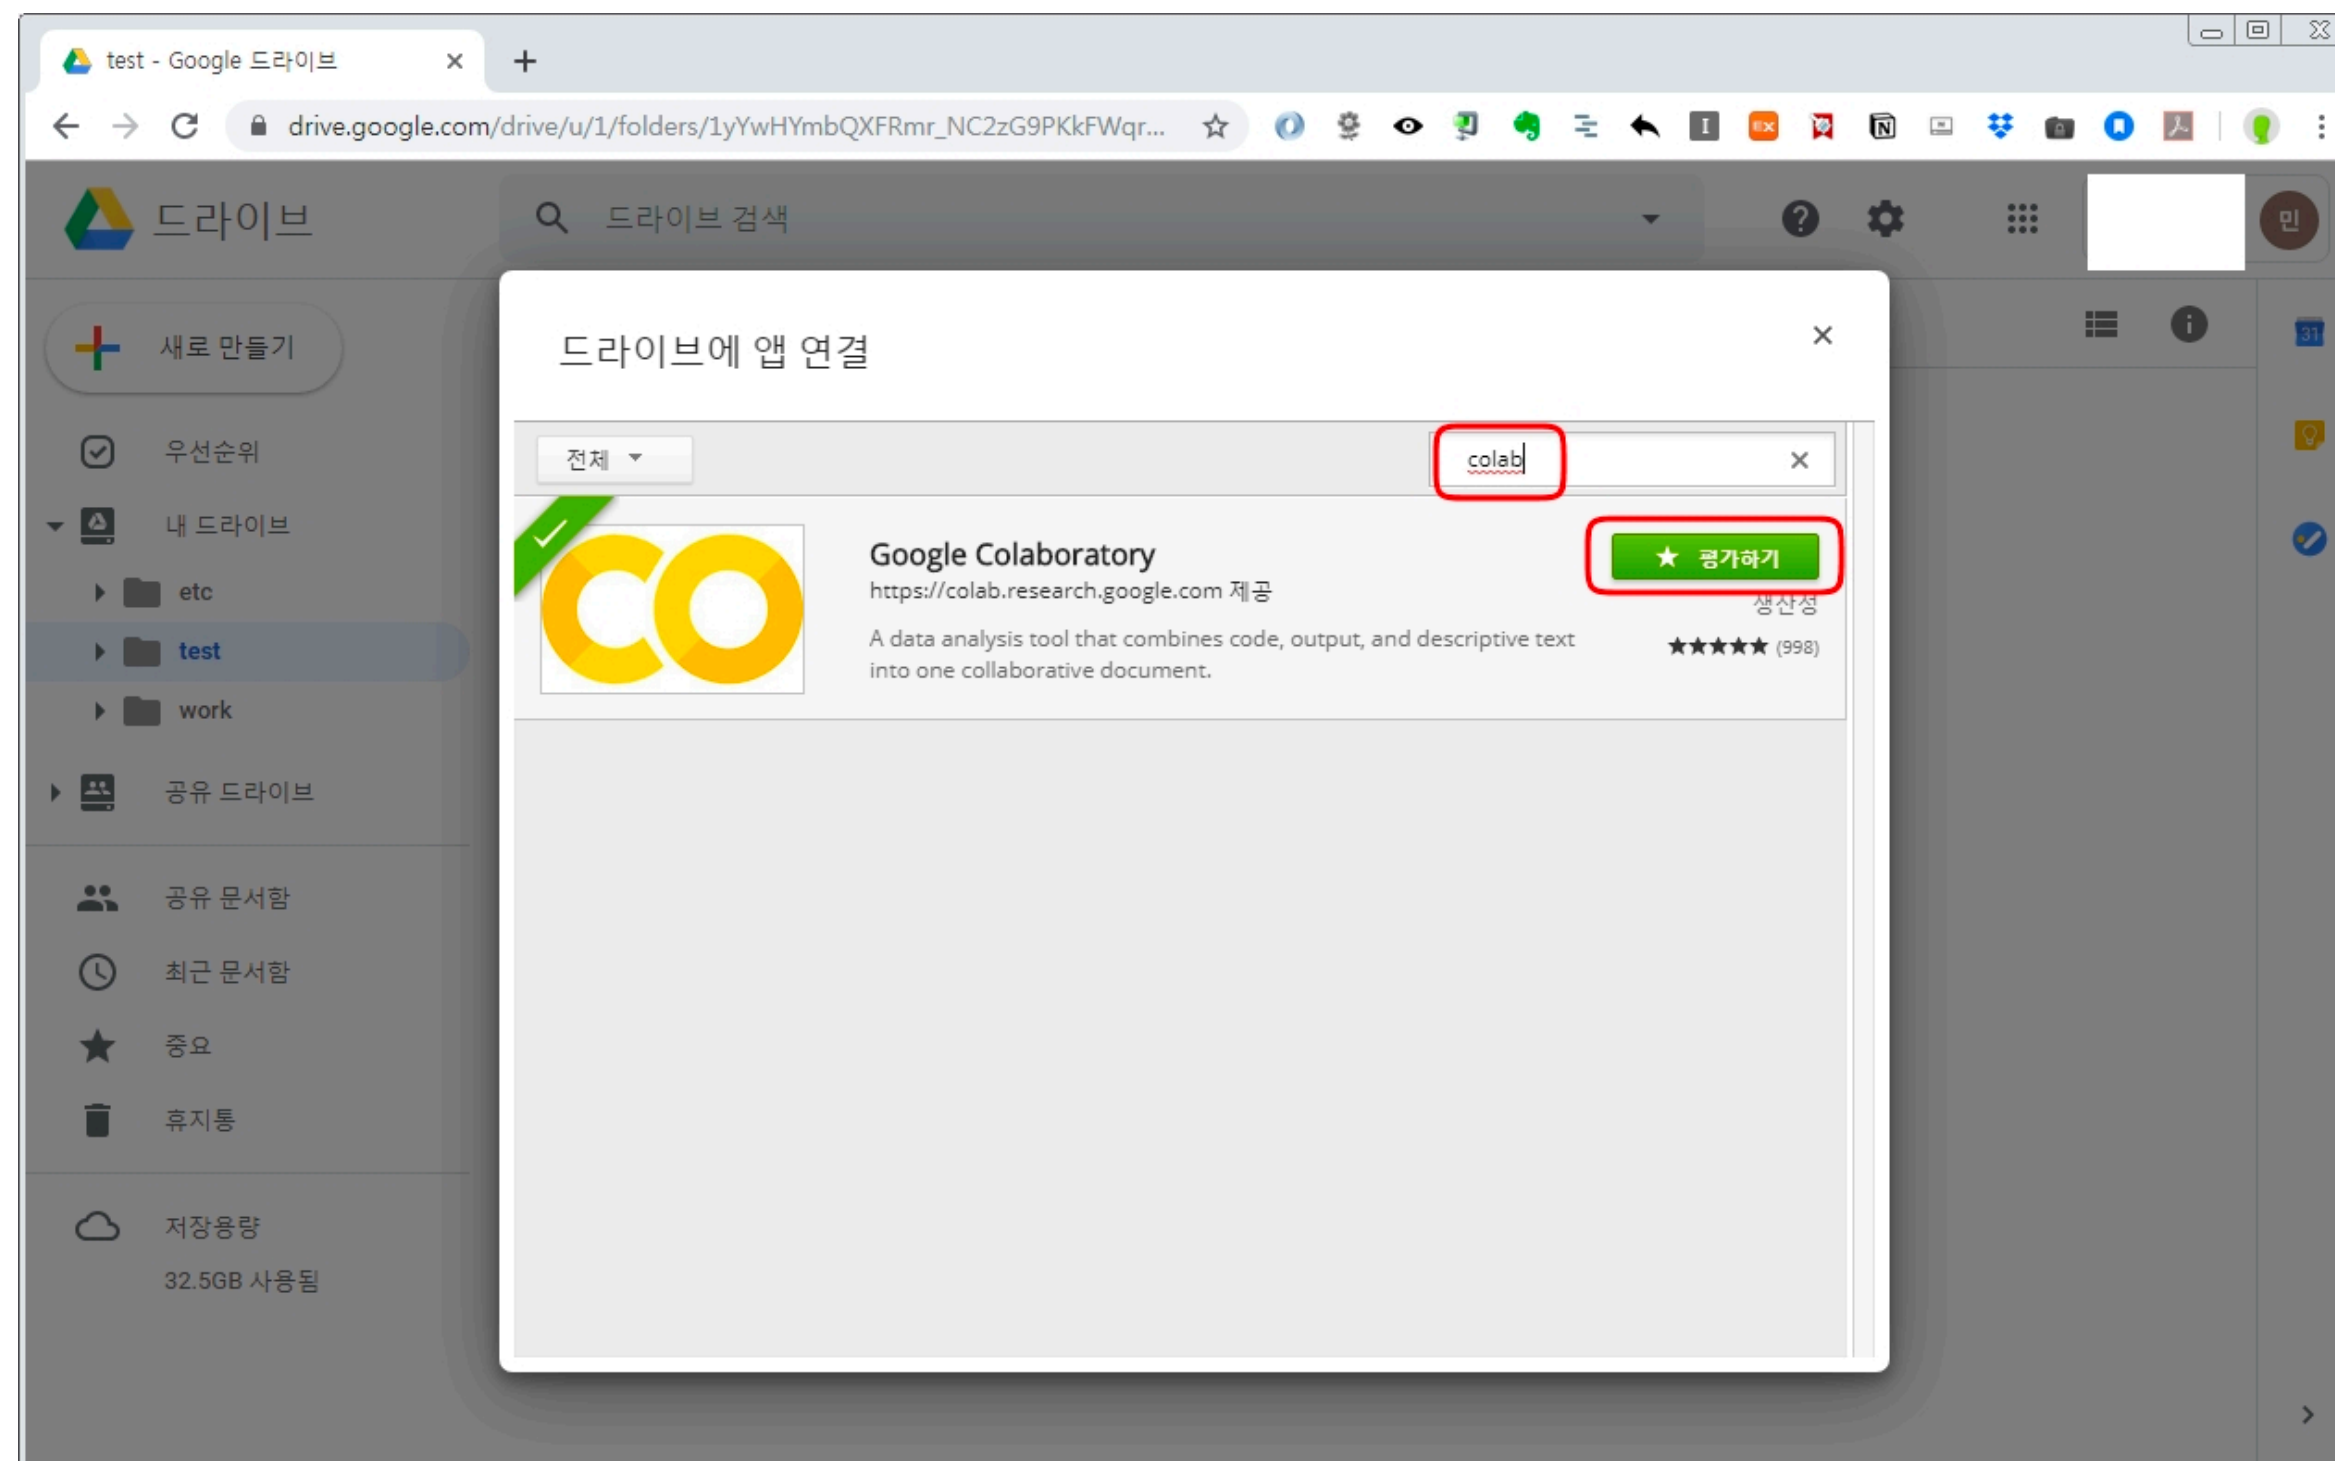 test - Google 드라이브
drive.google.com/drive/u/1/folders/1yYwHYmbQXFRmr_NC2zG9PKkFWqr...
드라이브
드라이브 검색
민
새로 만들기
우선순위
내 드라이브
etc
test
work
공유 드라이브
공유 문서함
최근 문서함
중요
휴지통
저장용량
32.5GB 사용됨
드라이브에 앱 연결
전체
colab
Google Colaboratory
https://colab.research.google.com 제공
A data analysis tool that combines code, output, and descriptive text
into one collaborative document.
평가하기
생산성
(998)
31